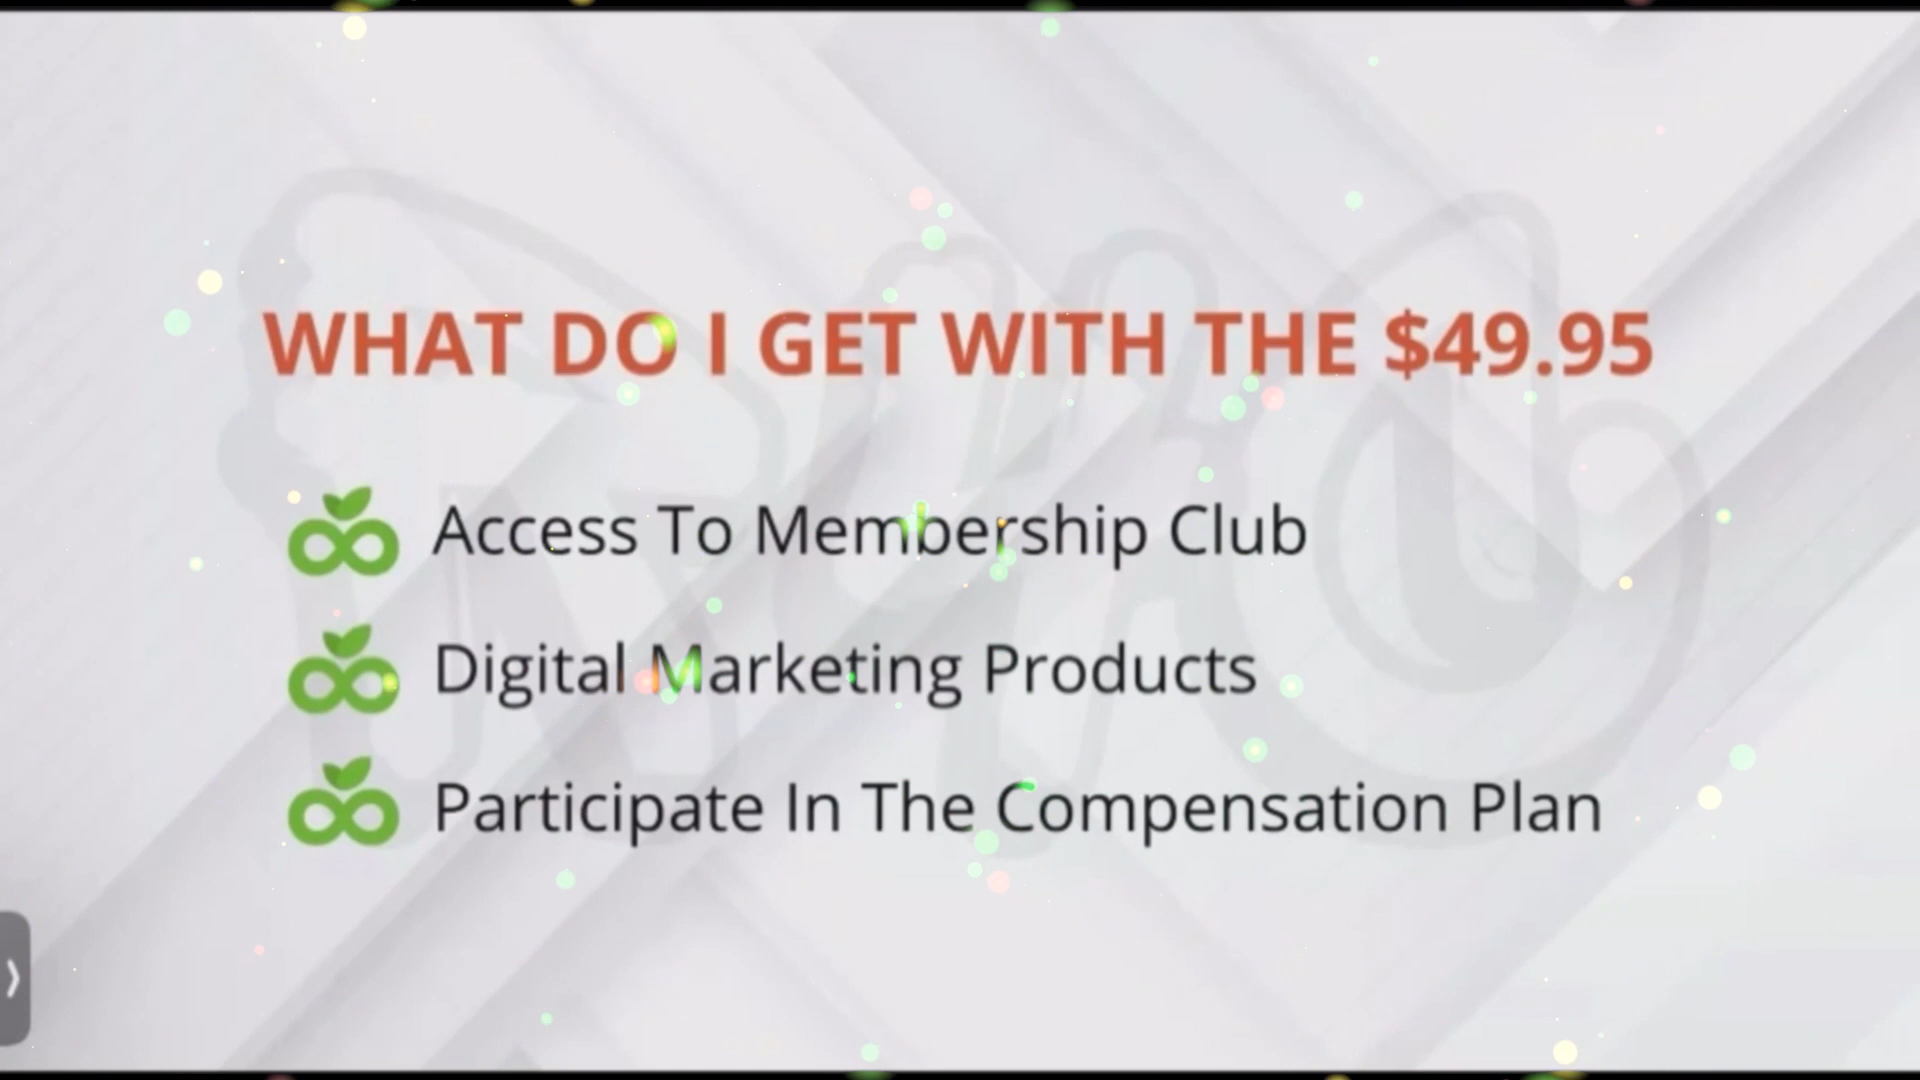 WHAT DO I GET WITH THE $49.95
Access To Membership Club
Digital Marketing Products
Participate In The Compensation Plan